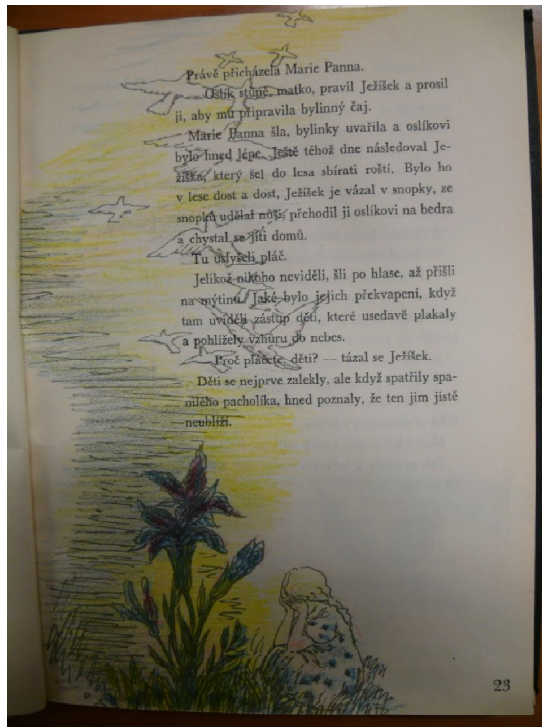 Právě přicházela Marie Panna.
Oslík stůně, matko, pravil Ježíšek a prosil
ji, aby mu připravila bylinný čaj.
Marie Panna šla, bylinky uvařila a oslíkovi
bylo hned lépe. Ještě téhož dne následoval Je-
žíška, který šel do lesa sbírati roští. Bylo ho
v lese dost a dost, Ježíšek je vázal v snopky, ze
snopků udělal nůši, přehodil ji oslíkovi na bedra
a chystal se jíti domů.
Tu uslyšeli pláč.
Jelikož nikoho neviděli, šli po hlase, až přišli
na mýtinu. Jaké bylo jejich překvapení, když
tam uviděli zástup dětí, které usedavě plakaly
a pohlížely vzhůru do nebes.
Proč pláčete, děti? — tázal se Ježíšek.
Děti se nejprve zalekly, ale když spatřily spa-
nilého pacholíka, hned poznaly, že ten jim jistě
neublíží.
23